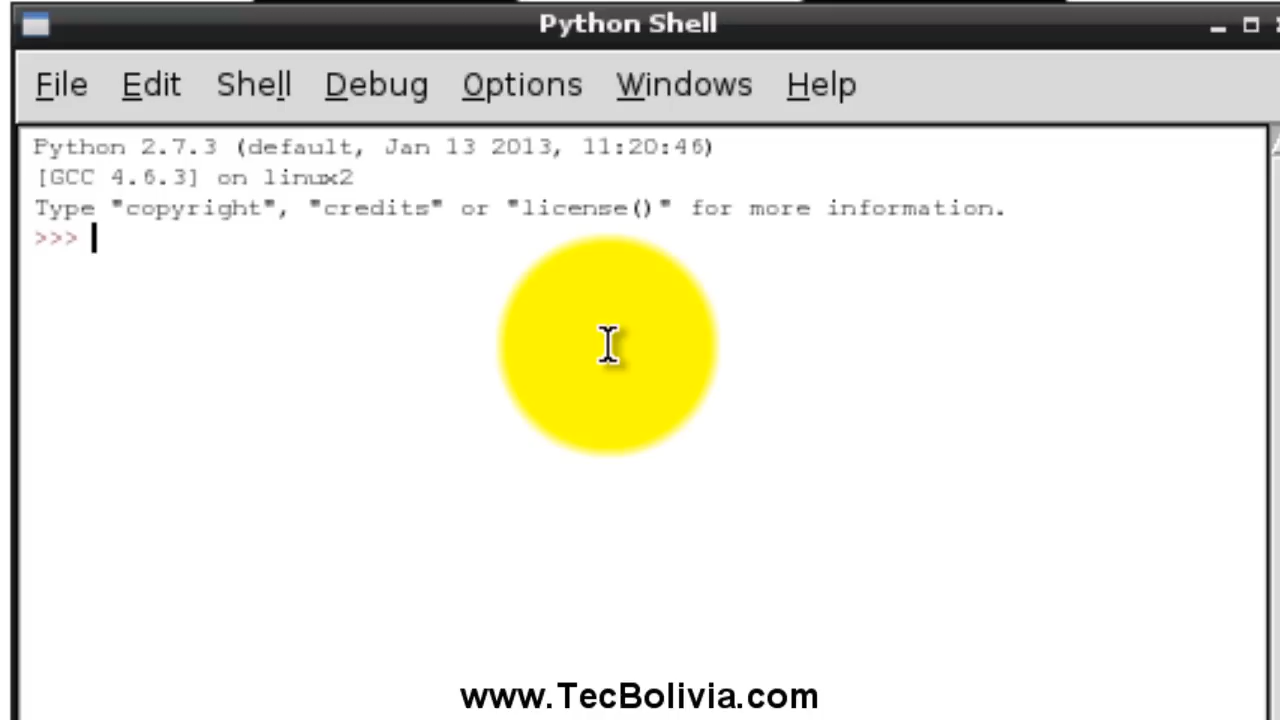 Python Shell
File Edit Shell Debug Options Windows Help
Python 2.7.3 (default, Jan 13 2013, 11:20:46)
[GCC 4.6.3] on linux2
Type "copyright", "credits" or "license()" for more information.
>>>
www.TecBolivia.com